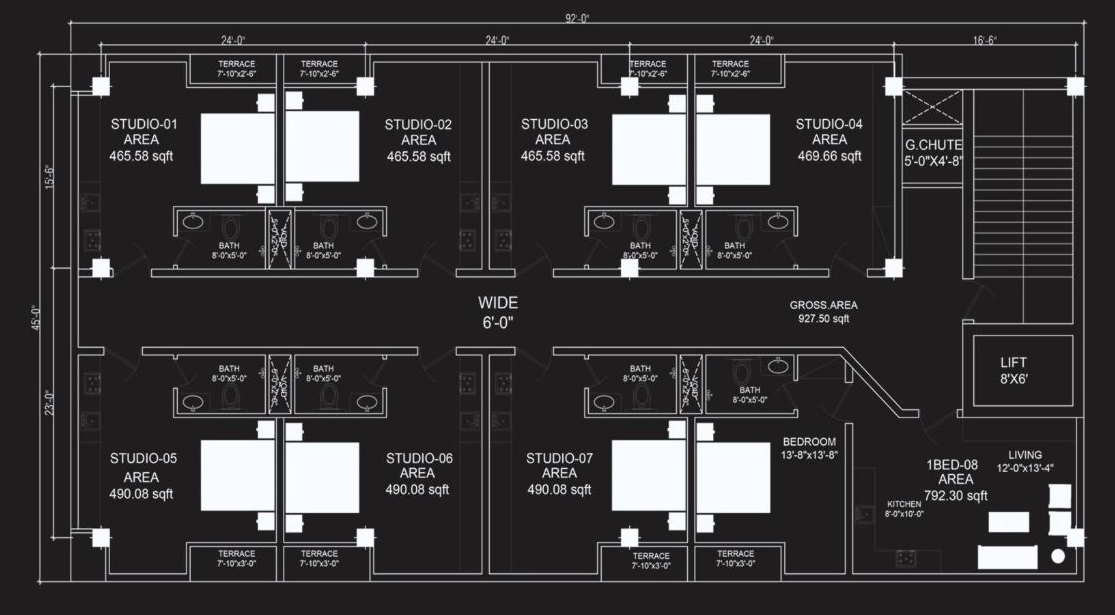 92'-0"
24'-0"
24'-0"
24'-0"
16'-6"
TERRACE
7'-10"x2'-6"
TERRACE
7'-10"x2'-6"
TERRACE
7'-10"x2'-6"
TERRACE
7'-10"x2'-6"
STUDIO-01
AREA
465.58 sqft
STUDIO-02
AREA
465.58 sqft
STUDIO-03
AREA
465.58 sqft
STUDIO-04
AREA
469.66 sqft
G.CHUTE
5'-0"X4'-8"
15'-6"
BATH
8'-0"x5'-0"
VOID
BATH
8'-0"x5'-0"
BATH
8'-0"x5'-0"
VOID
BATH
8'-0"x5'-0"
45'-0"
WIDE
6'-0"
GROSS.AREA
927.50 sqft
LIFT
8'X6'
23'-0"
BATH
8'-0"x5'-0"
VOID
BATH
8'-0"x5'-0"
BATH
8'-0"x5'-0"
VOID
BATH
8'-0"x5'-0"
STUDIO-05
AREA
490.08 sqft
STUDIO-06
AREA
490.08 sqft
STUDIO-07
AREA
490.08 sqft
BEDROOM
13'-8"x13'-8"
1BED-08
AREA
792.30 sqft
LIVING
12'-0"x13'-4"
KITCHEN
8'-0"x10'-0"
TERRACE
7'-10"x3'-0"
TERRACE
7'-10"x3'-0"
TERRACE
7'-10"x3'-0"
TERRACE
7'-10"x3'-0"